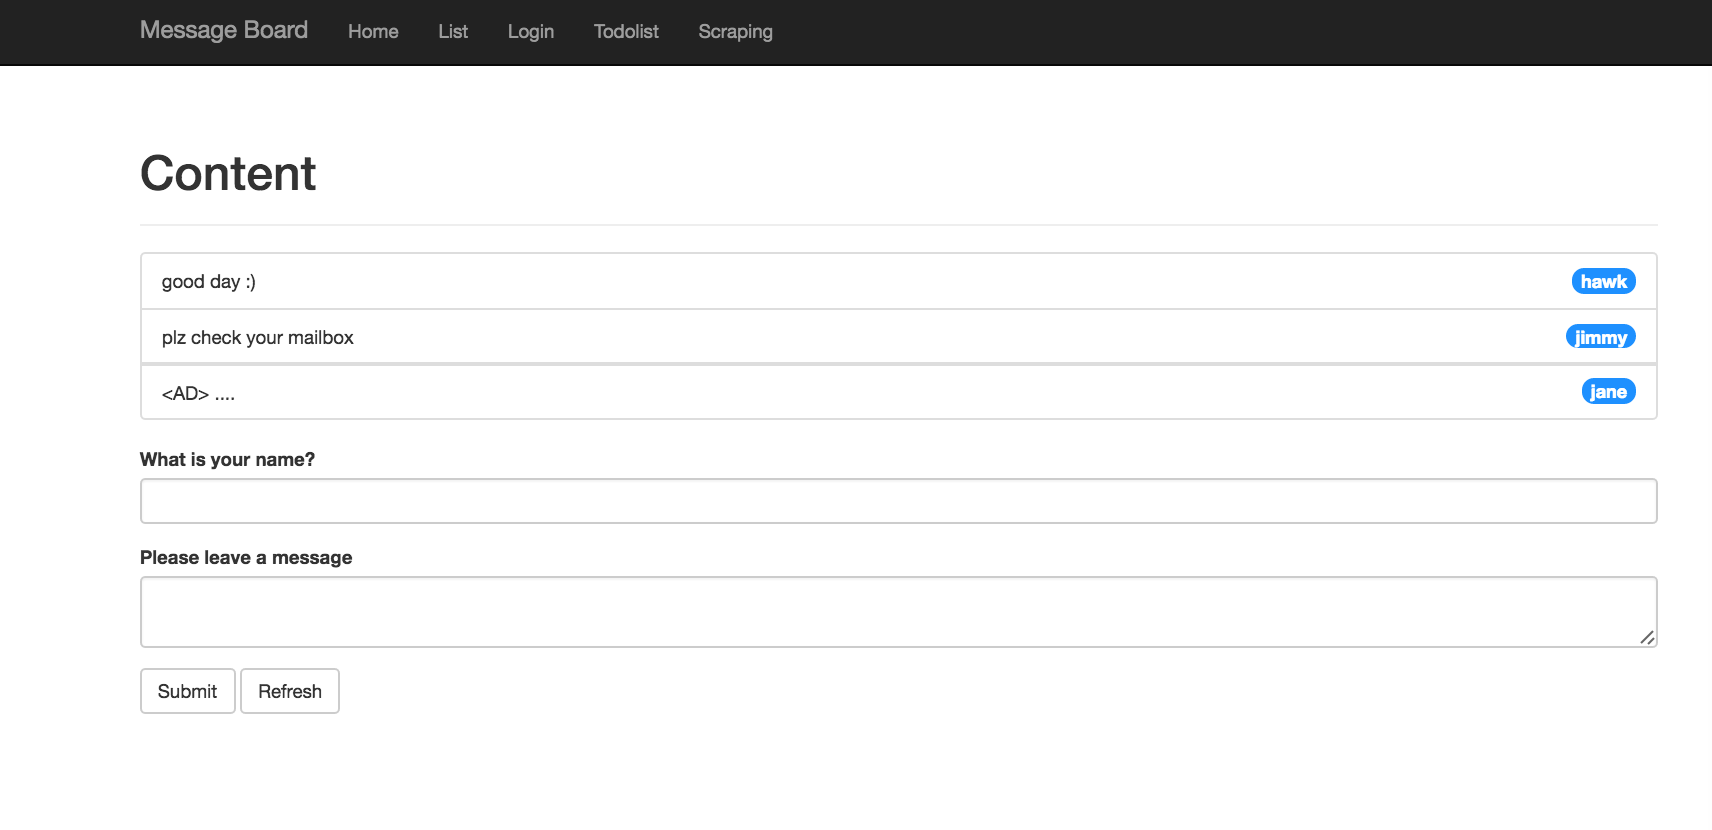 Message Board Home List Login Todolist Scraping
Content
good day :) hawk
plz check your mailbox jimmy
<AD> .... jane
What is your name?
Please leave a message
Submit Refresh